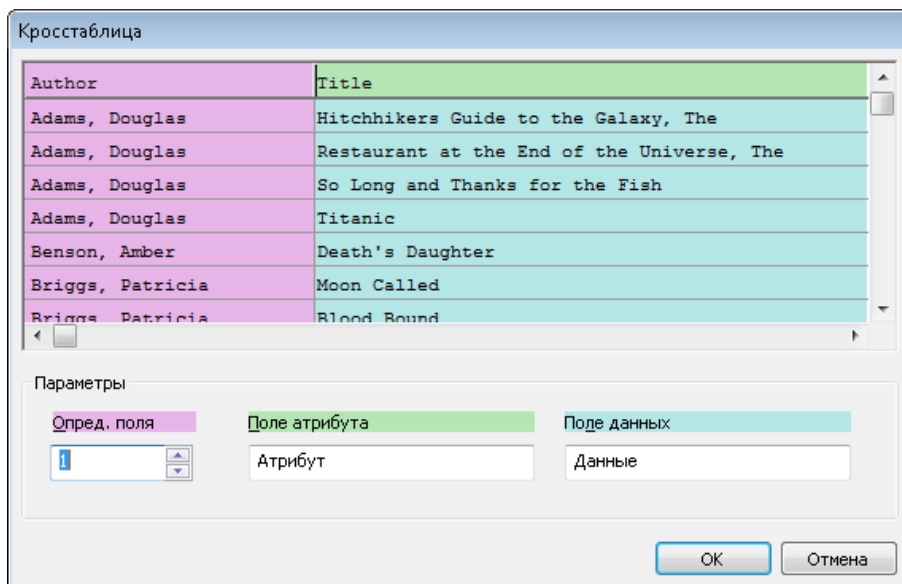 Кросстаблица
Author Title
Adams, Douglas Hitchhikers Guide to the Galaxy, The
Adams, Douglas Restaurant at the End of the Universe, The
Adams, Douglas So Long and Thanks for the Fish
Adams, Douglas Titanic
Benson, Amber Death's Daughter
Briggs, Patricia Moon Called
Briggs, Patricia Blood Bound
Параметры
Опред. поля Поле атрибута Поле данных
1 Атрибут Данные
OK Отмена